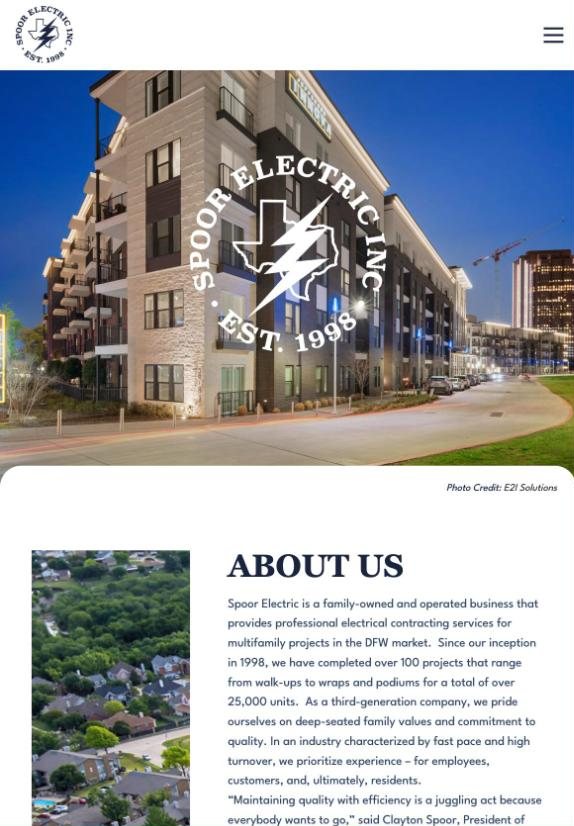 SPOOR ELECTRIC INC
· EST. 1998 ·
SPOOR ELECTRIC INC
· EST. 1998 ·
Photo Credit: E2I Solutions
ABOUT US
Spoor Electric is a family-owned and operated business that
provides professional electrical contracting services for
multifamily projects in the DFW market.  Since our inception
in 1998, we have completed over 100 projects that range
from walk-ups to wraps and podiums for a total of over
25,000 units.  As a third-generation company, we pride
ourselves on deep-seated family values and commitment to
quality. In an industry characterized by fast pace and high
turnover, we prioritize experience – for employees,
customers, and, ultimately, residents.
“Maintaining quality with efficiency is a juggling act because
everybody wants to go,” said Clayton Spoor, President of